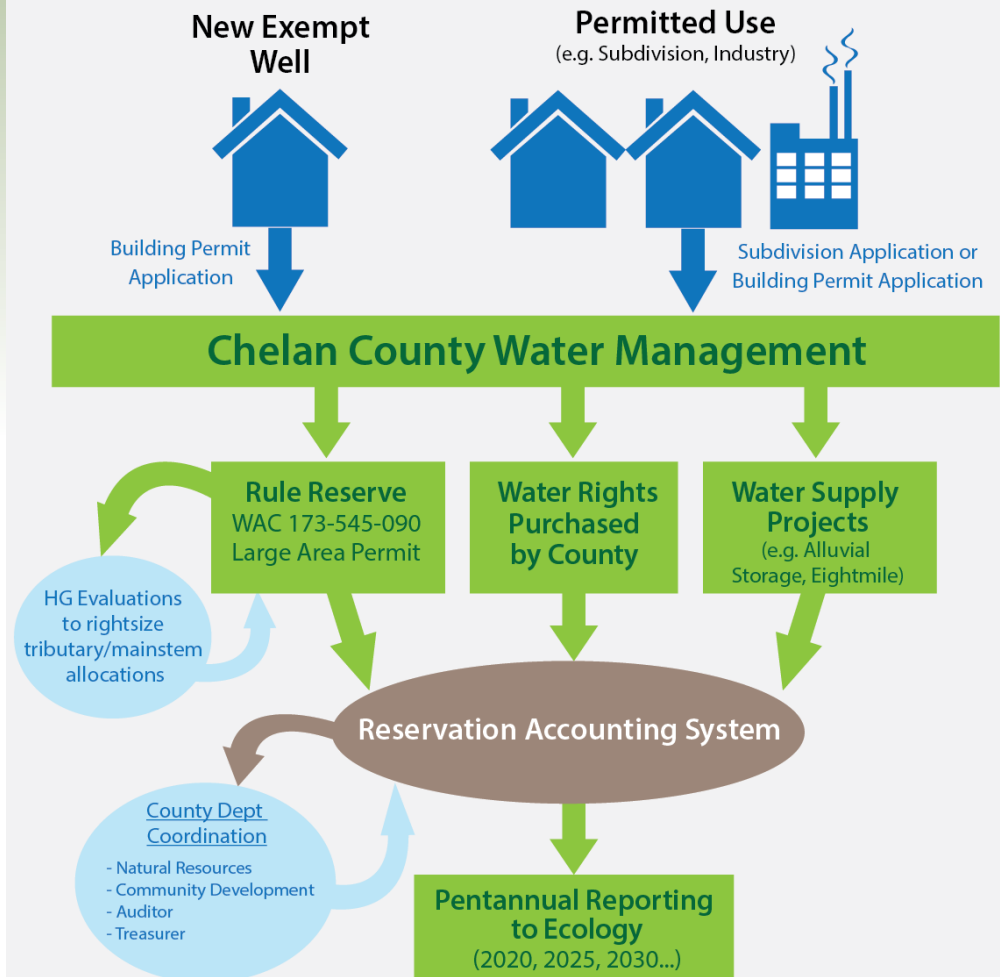 New Exempt
Well
Permitted Use
(e.g. Subdivision, Industry)
Building Permit
Application
Subdivision Application or
Building Permit Application
Chelan County Water Management
Rule Reserve
WAC 173-545-090
Large Area Permit
Water Rights
Purchased
by County
Water Supply
Projects
(e.g. Alluvial
Storage, Eightmile)
HG Evaluations
to rightsize
tributary/mainstem
allocations
Reservation Accounting System
County Dept
Coordination
- Natural Resources
- Community Development
- Auditor
- Treasurer
Pentannual Reporting
to Ecology
(2020, 2025, 2030...)